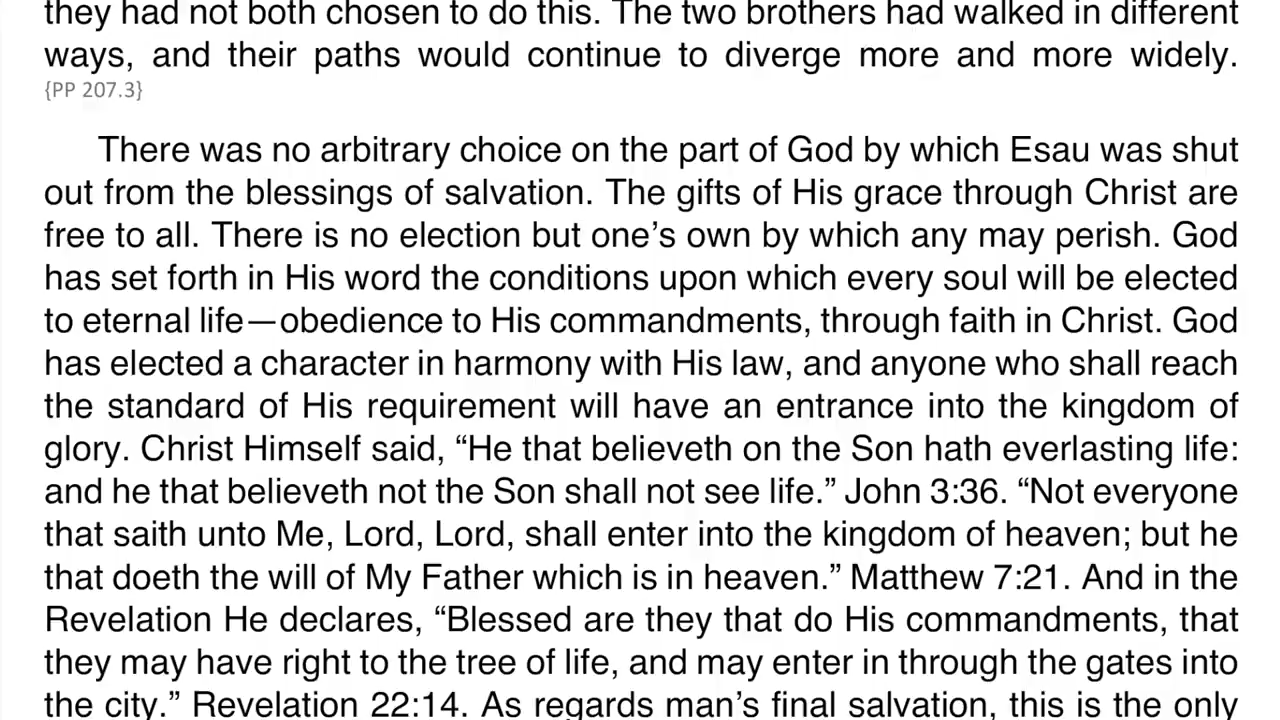 they had not both chosen to do this. The two brothers had walked in different
ways, and their paths would continue to diverge more and more widely.
{PP 207.3}
There was no arbitrary choice on the part of God by which Esau was shut
out from the blessings of salvation. The gifts of His grace through Christ are
free to all. There is no election but one’s own by which any may perish. God
has set forth in His word the conditions upon which every soul will be elected
to eternal life—obedience to His commandments, through faith in Christ. God
has elected a character in harmony with His law, and anyone who shall reach
the standard of His requirement will have an entrance into the kingdom of
glory. Christ Himself said, “He that believeth on the Son hath everlasting life:
and he that believeth not the Son shall not see life.” John 3:36. “Not everyone
that saith unto Me, Lord, Lord, shall enter into the kingdom of heaven; but he
that doeth the will of My Father which is in heaven.” Matthew 7:21. And in the
Revelation He declares, “Blessed are they that do His commandments, that
they may have right to the tree of life, and may enter in through the gates into
the city.” Revelation 22:14. As regards man’s final salvation, this is the only